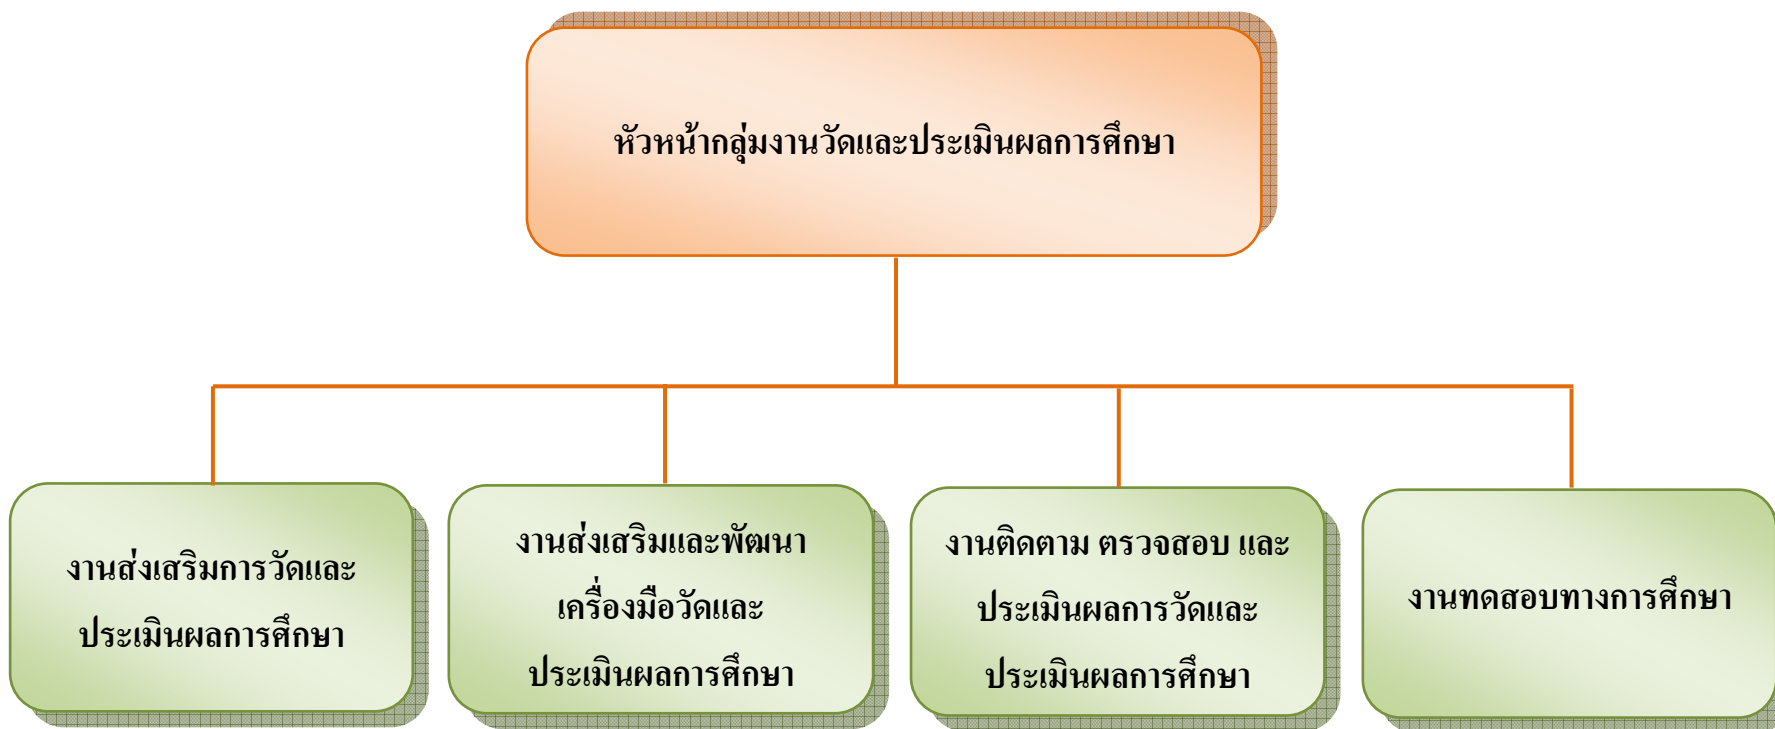 หัวหน้ากลุ่มงานวัดและประเมินผลการศึกษา
งานส่งเสริมการวัดและ
ประเมินผลการศึกษา
งานส่งเสริมและพัฒนา
เครื่องมือวัดและ
ประเมินผลการศึกษา
งานติดตาม ตรวจสอบ และ
ประเมินผลการวัดและ
ประเมินผลการศึกษา
งานทดสอบทางการศึกษา